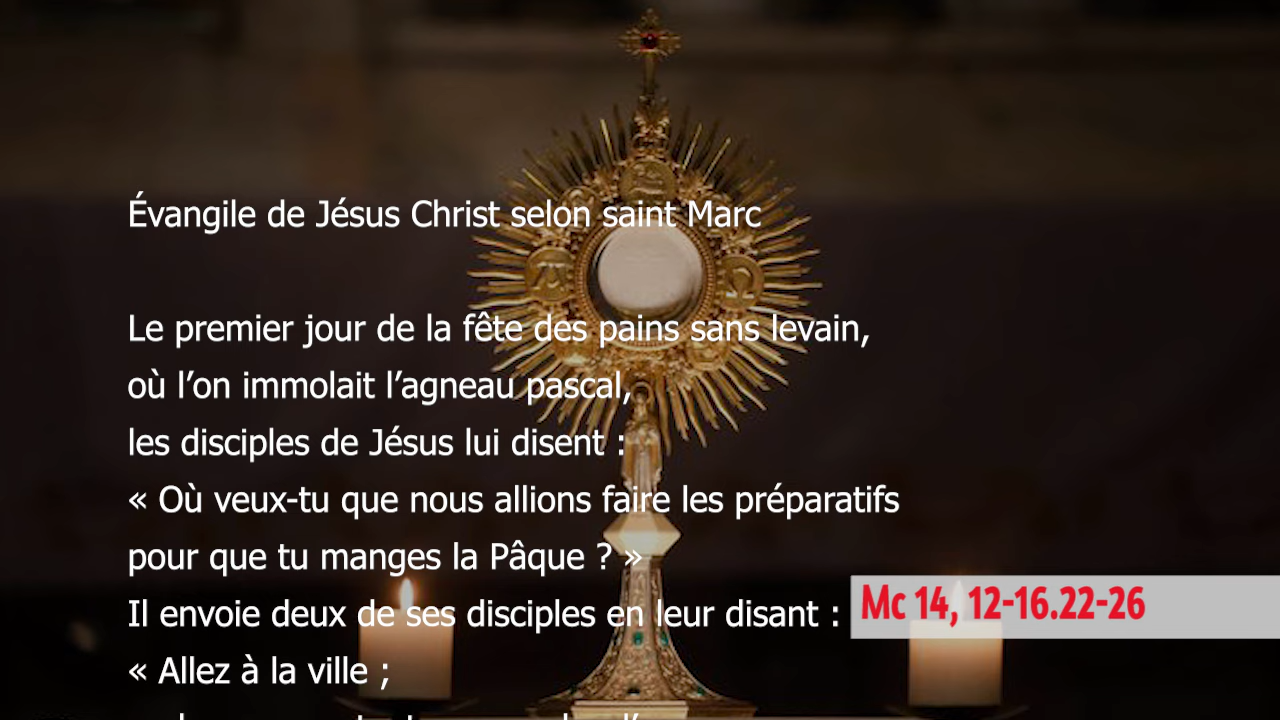 Évangile de Jésus Christ selon saint Marc
Le premier jour de la fête des pains sans levain,
où l’on immolait l’agneau pascal,
les disciples de Jésus lui disent :
« Où veux-tu que nous allions faire les préparatifs
pour que tu manges la Pâque ? »
Il envoie deux de ses disciples en leur disant :
« Allez à la ville ;
Mc 14, 12-16.22-26